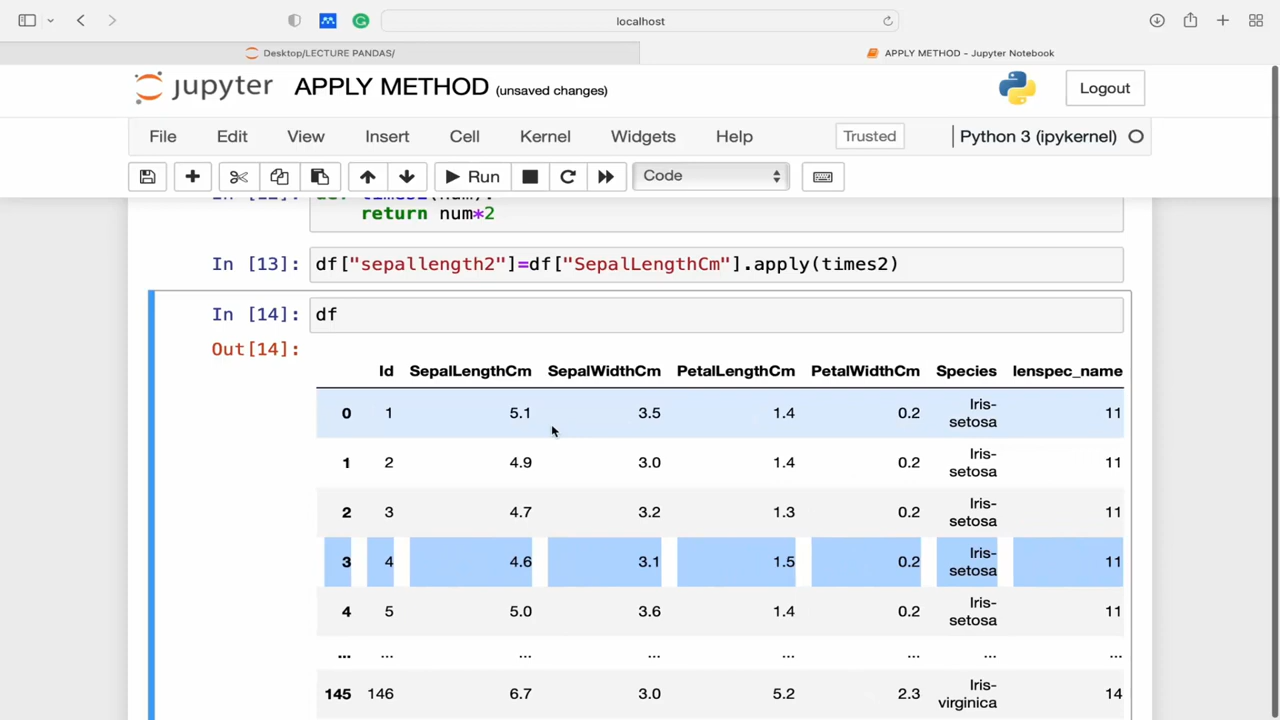 localhost
Desktop/LECTURE PANDAS/
APPLY METHOD - Jupyter Notebook
jupyter APPLY METHOD (unsaved changes)
Logout
File Edit View Insert Cell Kernel Widgets Help
Trusted
Python 3 (ipykernel)
Run
Code
return num*2
In [13]: df["sepallength2"]=df["SepalLengthCm"].apply(times2)
In [14]: df
Out[14]:
Id SepalLengthCm SepalWidthCm PetalLengthCm PetalWidthCm Species lenspec_name
0 1 5.1 3.5 1.4 0.2 Iris-setosa 11
1 2 4.9 3.0 1.4 0.2 Iris-setosa 11
2 3 4.7 3.2 1.3 0.2 Iris-setosa 11
3 4 4.6 3.1 1.5 0.2 Iris-setosa 11
4 5 5.0 3.6 1.4 0.2 Iris-setosa 11
... ... ... ... ... ... ... ...
145 146 6.7 3.0 5.2 2.3 Iris-virginica 14